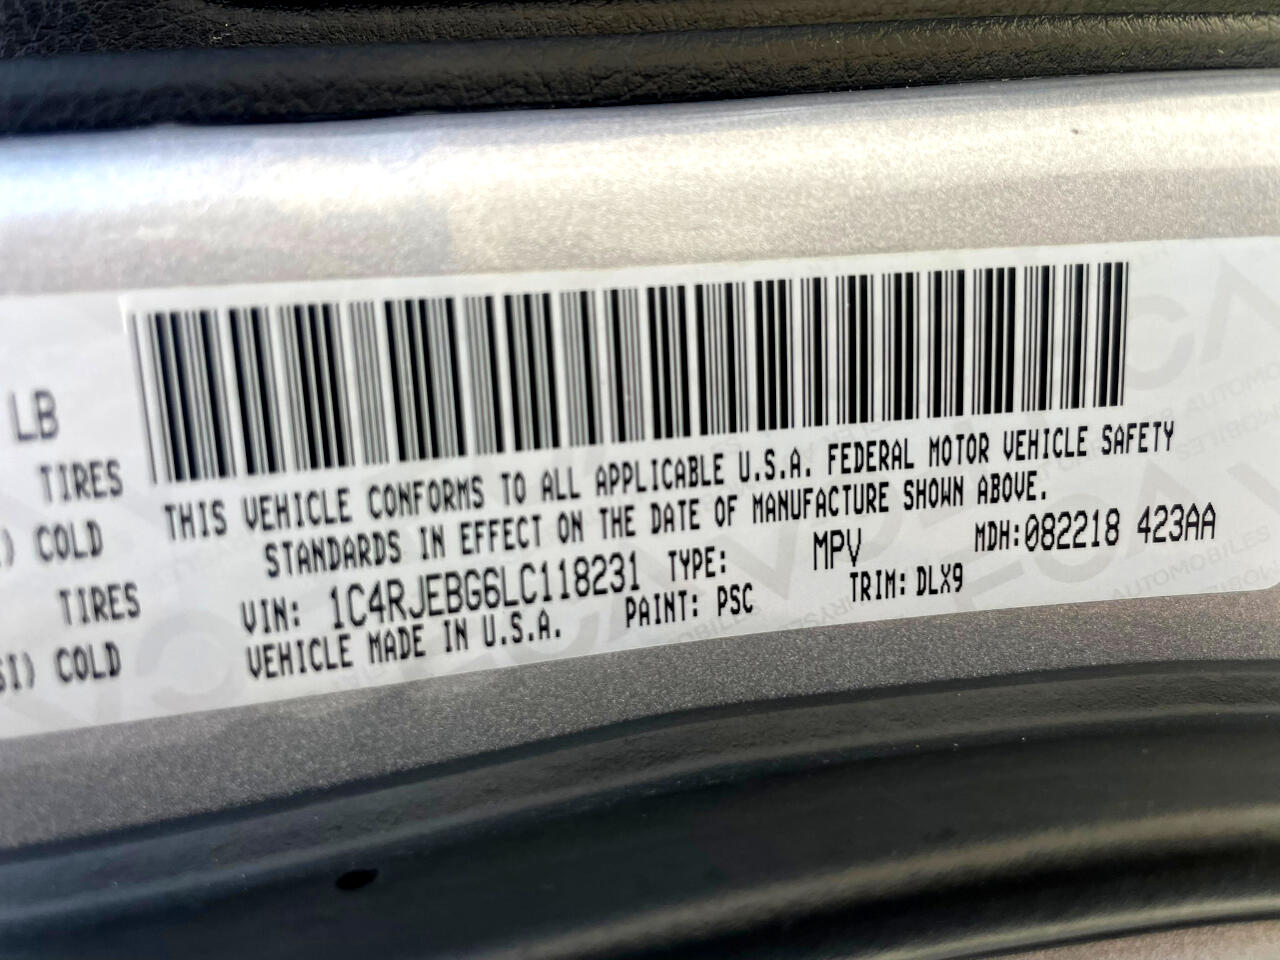 LB
TIRES
) COLD
TIRES
SI) COLD
THIS VEHICLE CONFORMS TO ALL APPLICABLE U.S.A. FEDERAL MOTOR VEHICLE SAFETY
STANDARDS IN EFFECT ON THE DATE OF MANUFACTURE SHOWN ABOVE.
VIN: 1C4RJEBG6LC118231 TYPE: MPV MDH:082218 423AA
VEHICLE MADE IN U.S.A. PAINT: PSC TRIM: DLX9